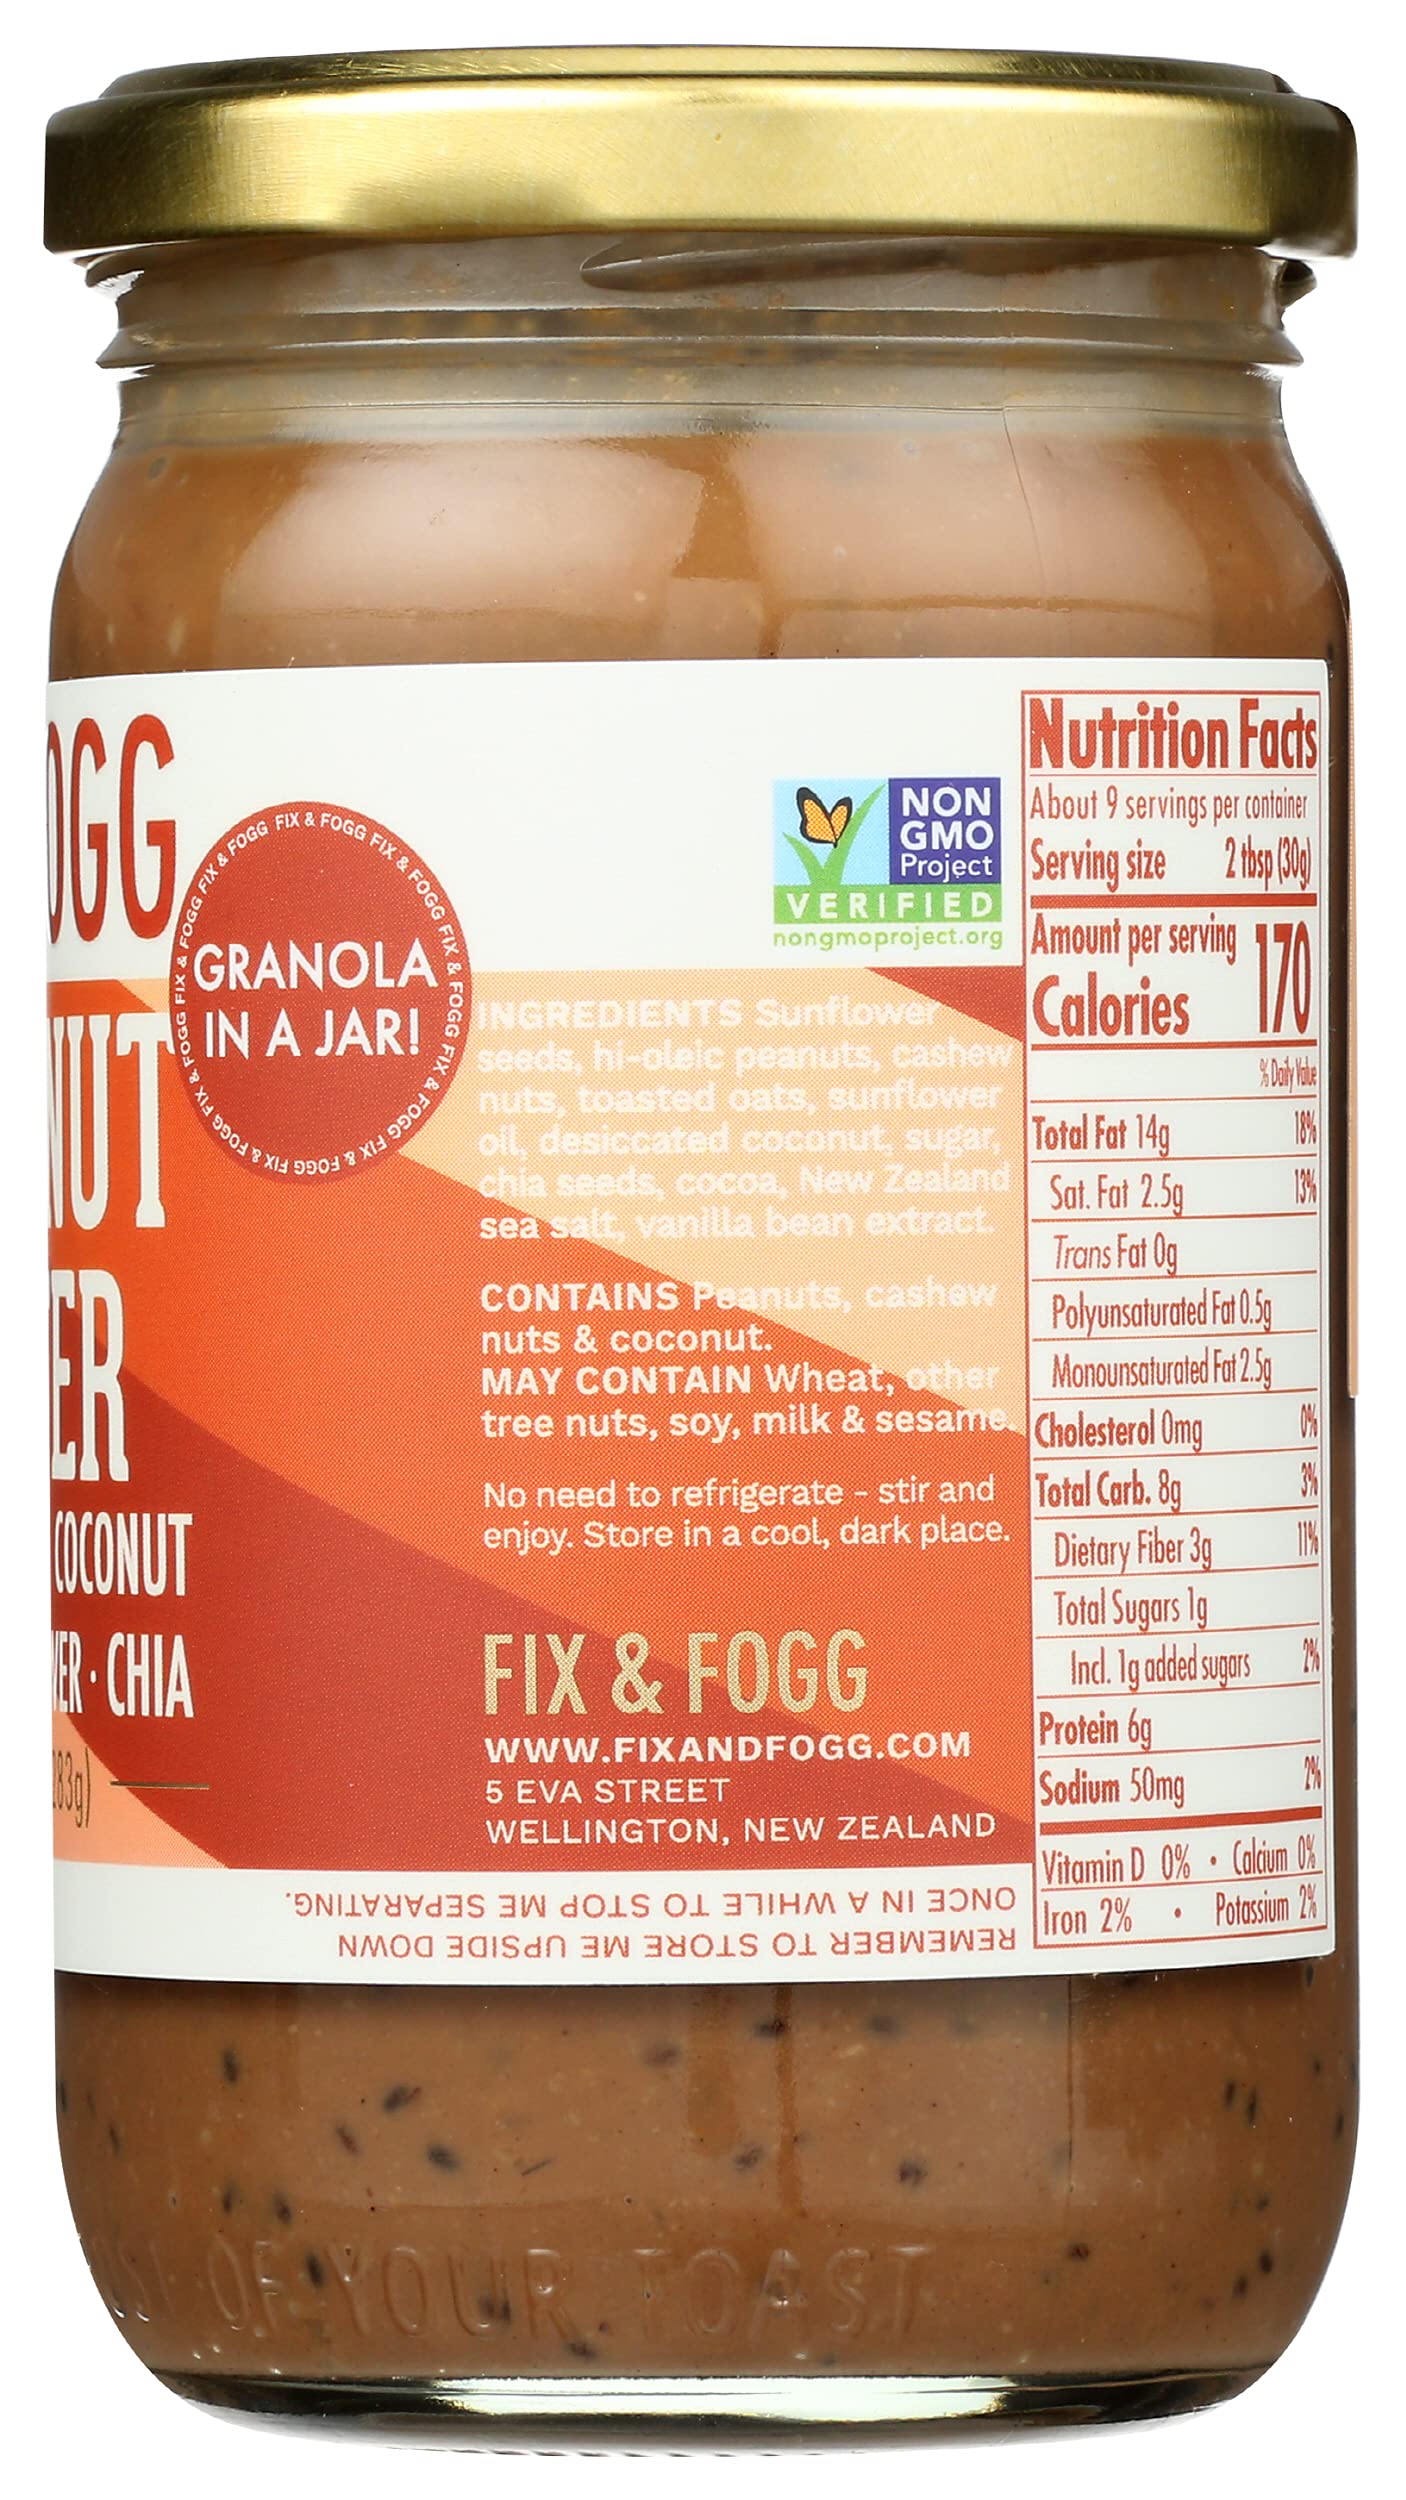 OGG
FIX & FOGG FIX & FOGG FIX & FOGG FIX & FOGG FIX & FOGG FIX & FOGG FIX & FOGG FIX & FOGG
GRANOLA
IN A JAR!
NUT
ER
COCONUT
VER · CHIA
283g)
NON
GMO
Project
VERIFIED
nongmoproject.org
INGREDIENTS Sunflower
seeds, hi-oleic peanuts, cashew
nuts, toasted oats, sunflower
oil, desiccated coconut, sugar,
chia seeds, cocoa, New Zealand
sea salt, vanilla bean extract.
CONTAINS Peanuts, cashew
nuts & coconut.
MAY CONTAIN Wheat, other
tree nuts, soy, milk & sesame.
No need to refrigerate - stir and
enjoy. Store in a cool, dark place.
FIX & FOGG
WWW.FIXANDFOGG.COM
5 EVA STREET
WELLINGTON, NEW ZEALAND
REMEMBER TO STORE ME UPSIDE DOWN
ONCE IN A WHILE TO STOP ME SEPARATING.
Nutrition Facts
About 9 servings per container
Serving size 2 tbsp (30g)
Amount per serving
Calories 170
% Daily Value
Total Fat 14g 18%
Sat. Fat 2.5g 13%
Trans Fat 0g
Polyunsaturated Fat 0.5g
Monounsaturated Fat 2.5g
Cholesterol 0mg 0%
Total Carb. 8g 3%
Dietary Fiber 3g 11%
Total Sugars 1g
Incl. 1g added sugars 2%
Protein 6g
Sodium 50mg 2%
Vitamin D 0% • Calcium 0%
Iron 2% • Potassium 2%
OF YOUR TOAST